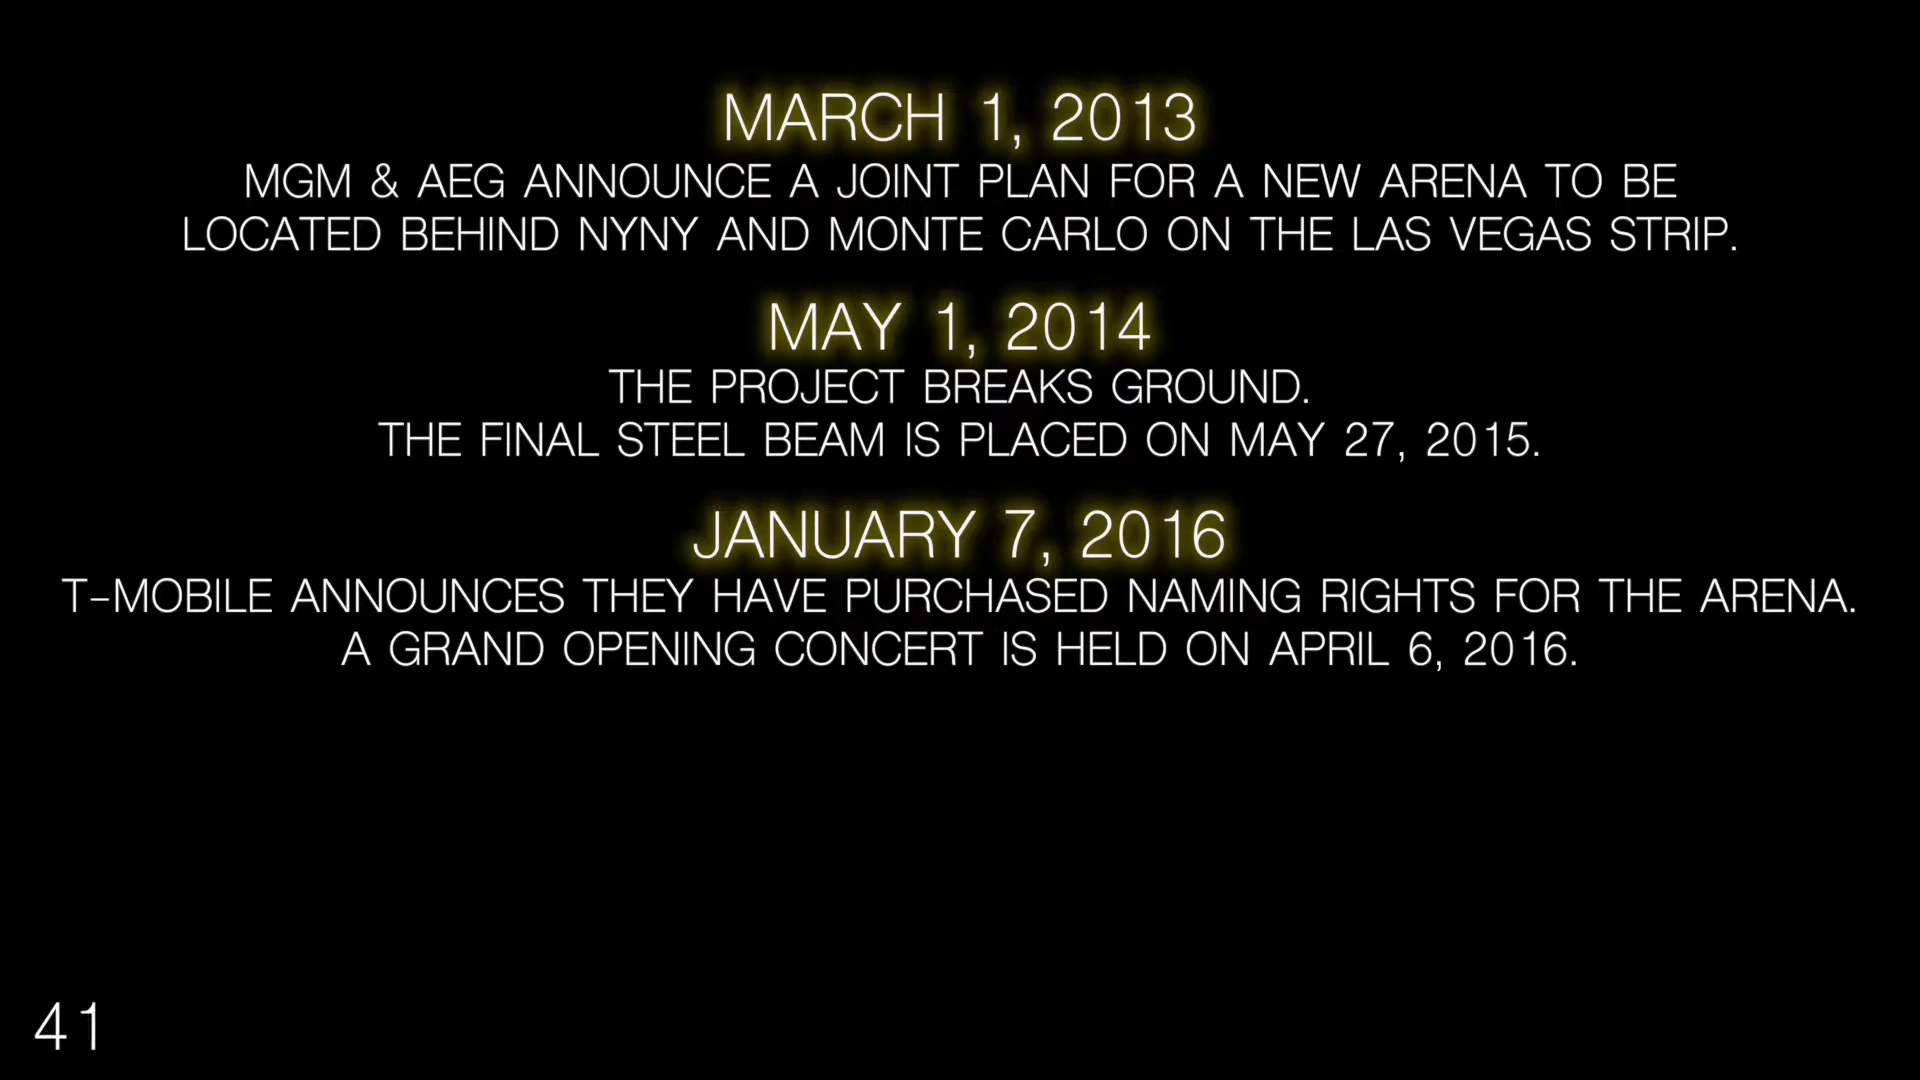 MARCH 1, 2013
MGM & AEG ANNOUNCE A JOINT PLAN FOR A NEW ARENA TO BE
LOCATED BEHIND NYNY AND MONTE CARLO ON THE LAS VEGAS STRIP.
MAY 1, 2014
THE PROJECT BREAKS GROUND.
THE FINAL STEEL BEAM IS PLACED ON MAY 27, 2015.
JANUARY 7, 2016
T-MOBILE ANNOUNCES THEY HAVE PURCHASED NAMING RIGHTS FOR THE ARENA.
A GRAND OPENING CONCERT IS HELD ON APRIL 6, 2016.
41